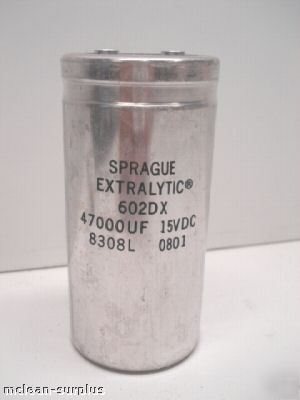 SPRAGUE
EXTRALYTIC®
602DX
47000UF 15VDC
8308L 0801
mclean-surplus